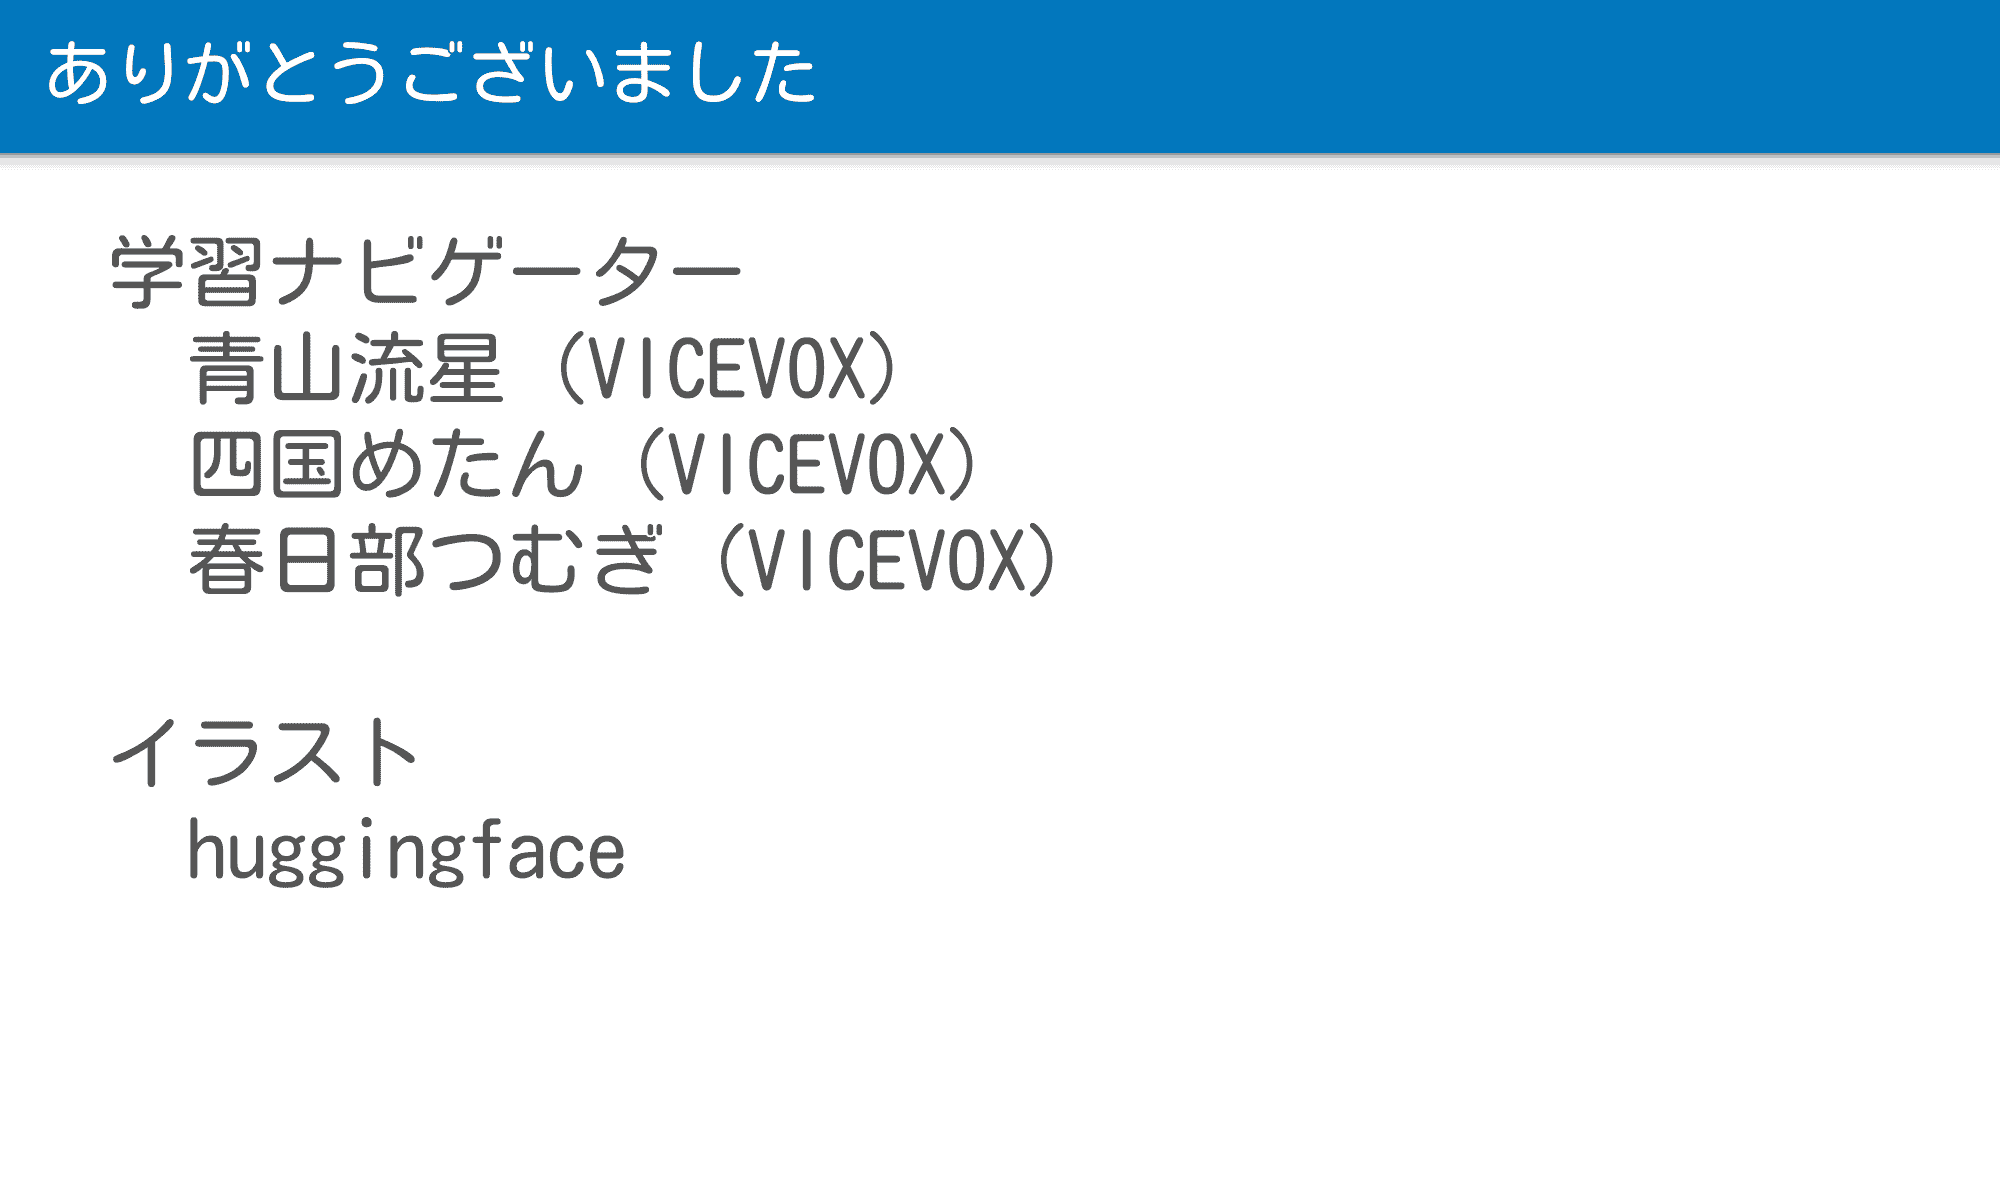 ありがとうございました
学習ナビゲーター
青山流星 (VICEVOX)
四国めたん (VICEVOX)
春日部つむぎ (VICEVOX)
イラスト
huggingface